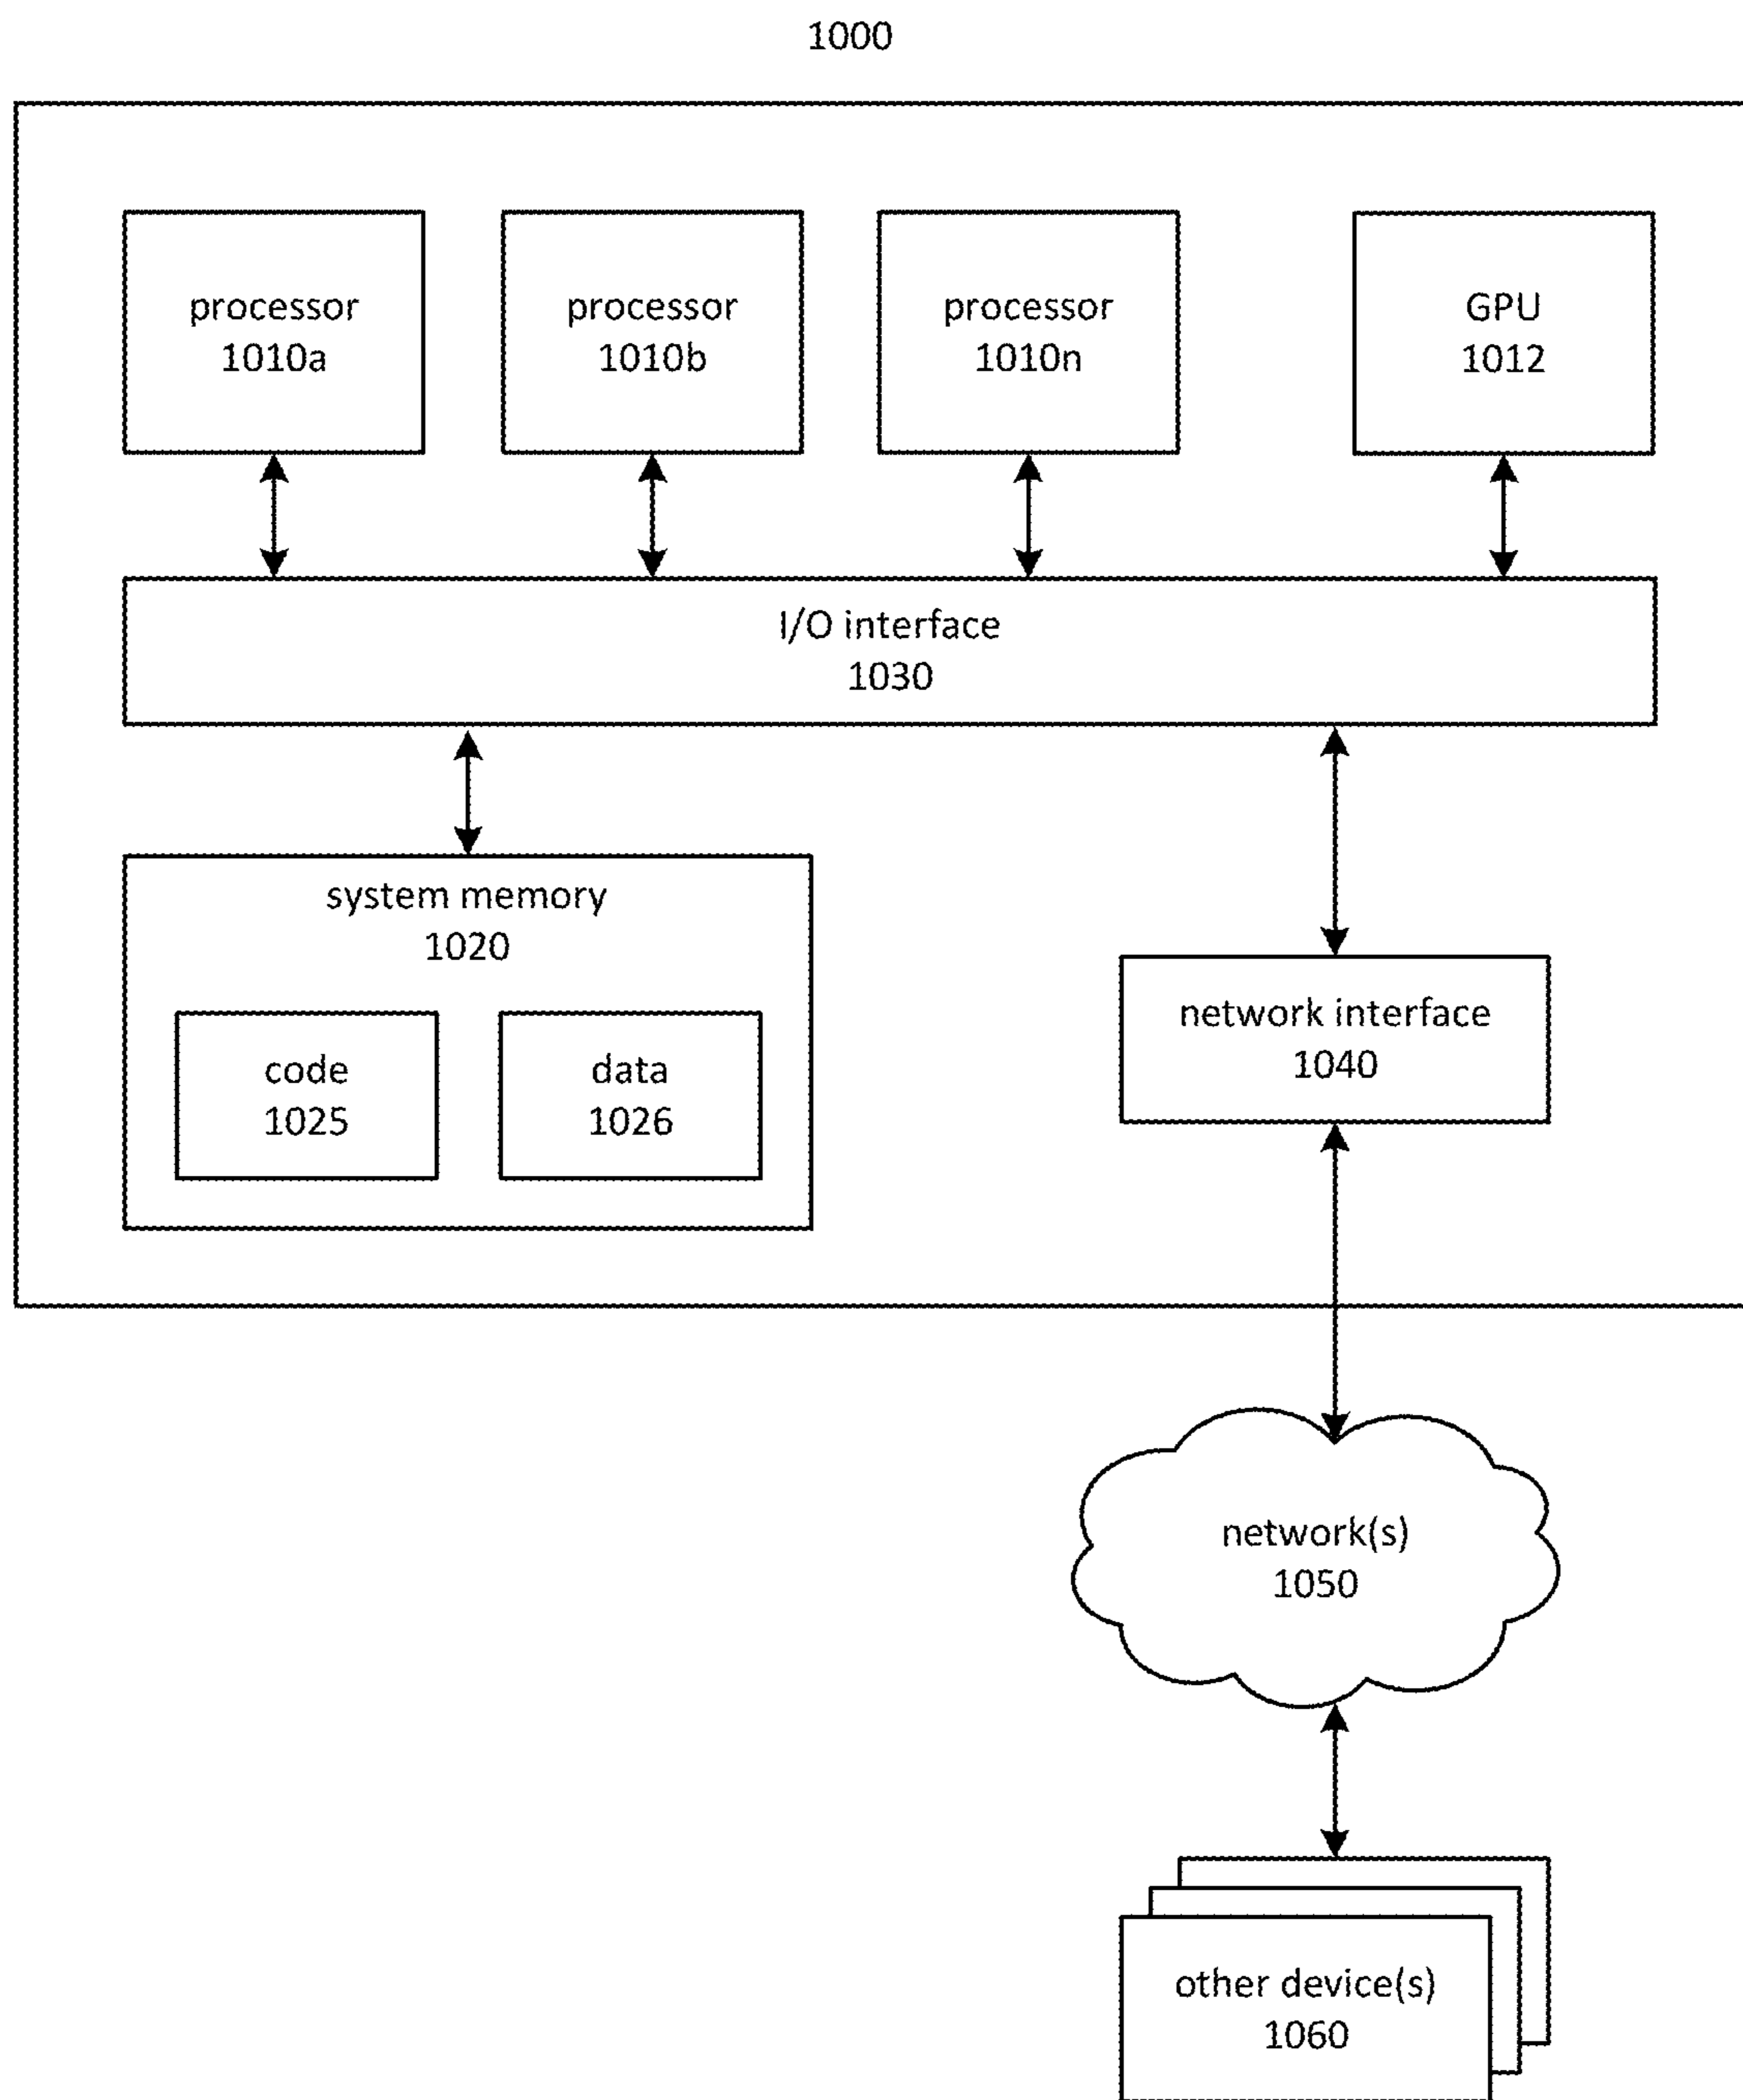 1000
processor
1010a
processor
1010b
processor
1010n
GPU
1012
I/O interface
1030
system memory
1020
code
1025
data
1026
network interface
1040
network(s)
1050
other device(s)
1060